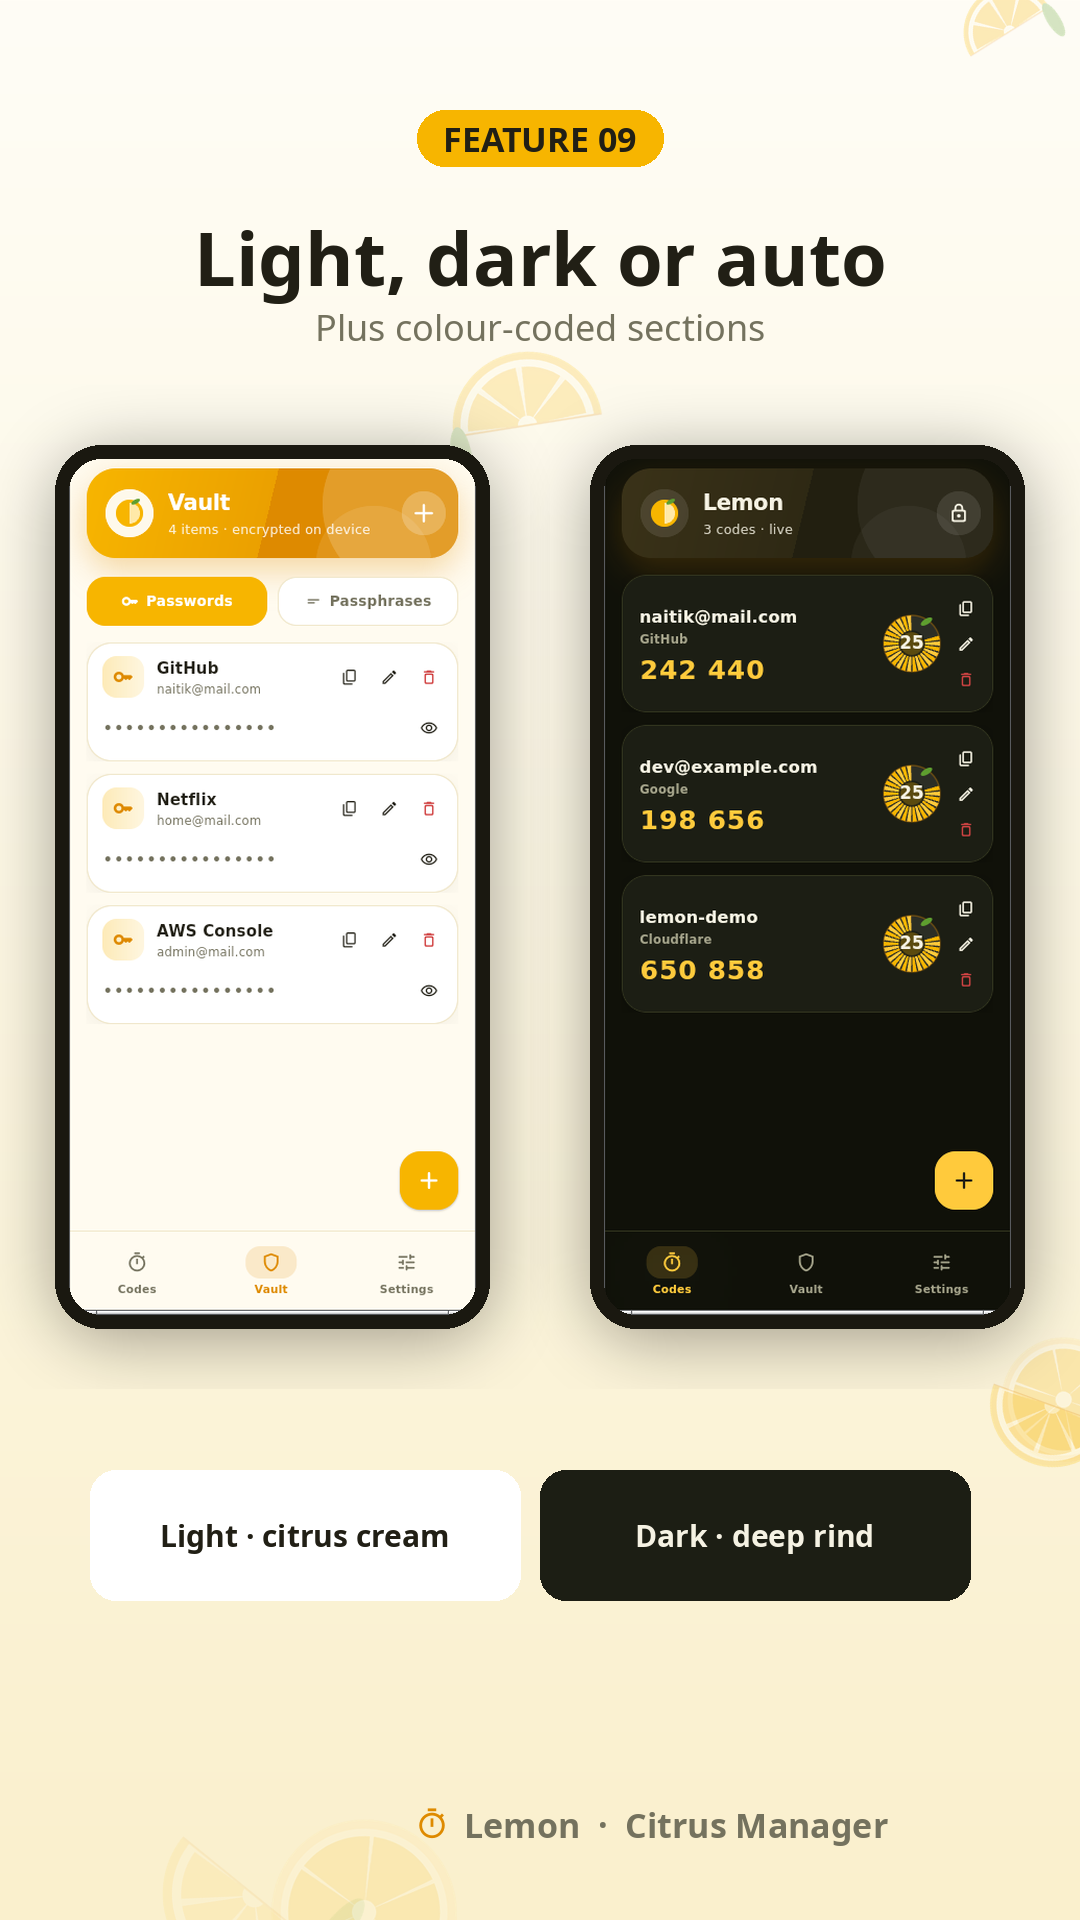 FEATURE 09
Light, dark or auto
Plus colour-coded sections
Vault
4 items · encrypted on device
Passwords
Passphrases
GitHub
naitik@mail.com
•••••••••••••••
Netflix
home@mail.com
•••••••••••••••
AWS Console
admin@mail.com
•••••••••••••••
Codes
Vault
Settings
Lemon
3 codes · live
naitik@mail.com
GitHub
242 440
25
dev@example.com
Google
198 656
25
lemon-demo
Cloudflare
650 858
25
Codes
Vault
Settings
Light · citrus cream
Dark · deep rind
Lemon · Citrus Manager